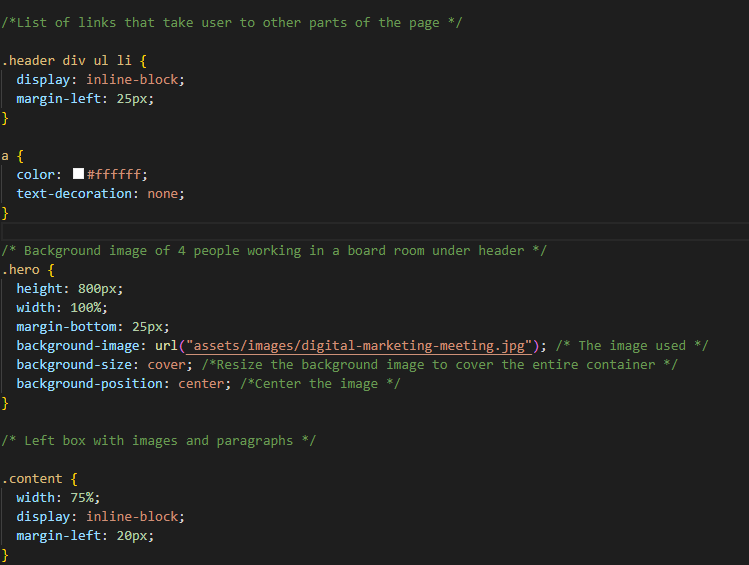 /*List of links that take user to other parts of the page */
.header div ul li {
  display: inline-block;
  margin-left: 25px;
}
a {
  color: #ffffff;
  text-decoration: none;
}
/* Background image of 4 people working in a board room under header */
.hero {
  height: 800px;
  width: 100%;
  margin-bottom: 25px;
  background-image: url("assets/images/digital-marketing-meeting.jpg"); /* The image used */
  background-size: cover; /*Resize the background image to cover the entire container */
  background-position: center; /*Center the image */
}
/* Left box with images and paragraphs */
.content {
  width: 75%;
  display: inline-block;
  margin-left: 20px;
}